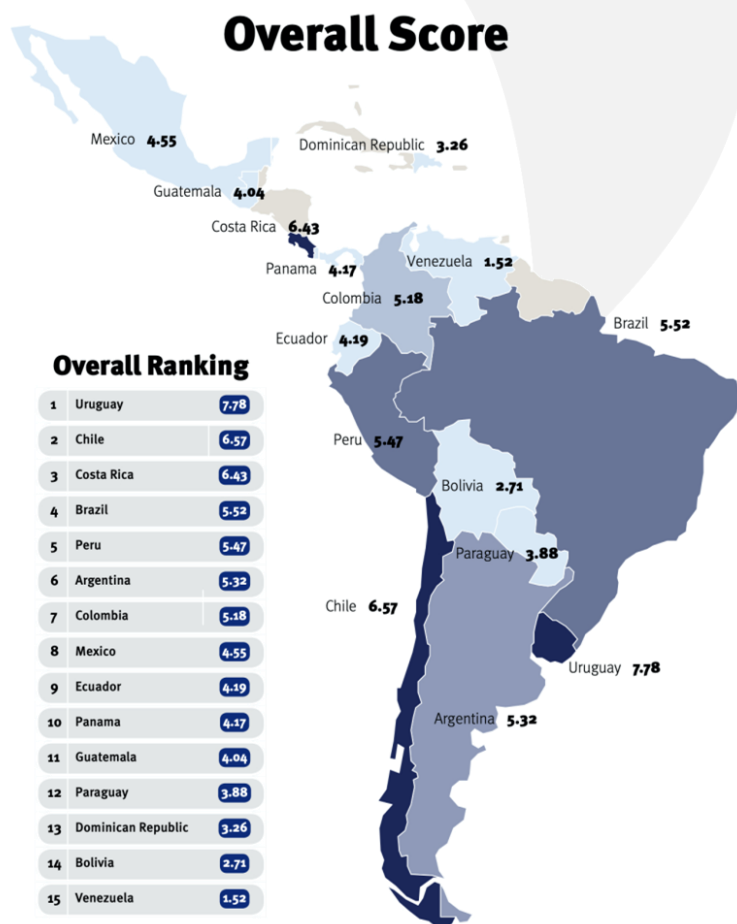 Overall Score
Mexico 4.55
Dominican Republic 3.26
Guatemala 4.04
Costa Rica 6.43
Panama 4.17
Venezuela 1.52
Colombia 5.18
Brazil 5.52
Ecuador 4.19
Peru 5.47
Bolivia 2.71
Paraguay 3.88
Chile 6.57
Uruguay 7.78
Argentina 5.32
Overall Ranking
1 Uruguay 7.78
2 Chile 6.57
3 Costa Rica 6.43
4 Brazil 5.52
5 Peru 5.47
6 Argentina 5.32
7 Colombia 5.18
8 Mexico 4.55
9 Ecuador 4.19
10 Panama 4.17
11 Guatemala 4.04
12 Paraguay 3.88
13 Dominican Republic 3.26
14 Bolivia 2.71
15 Venezuela 1.52